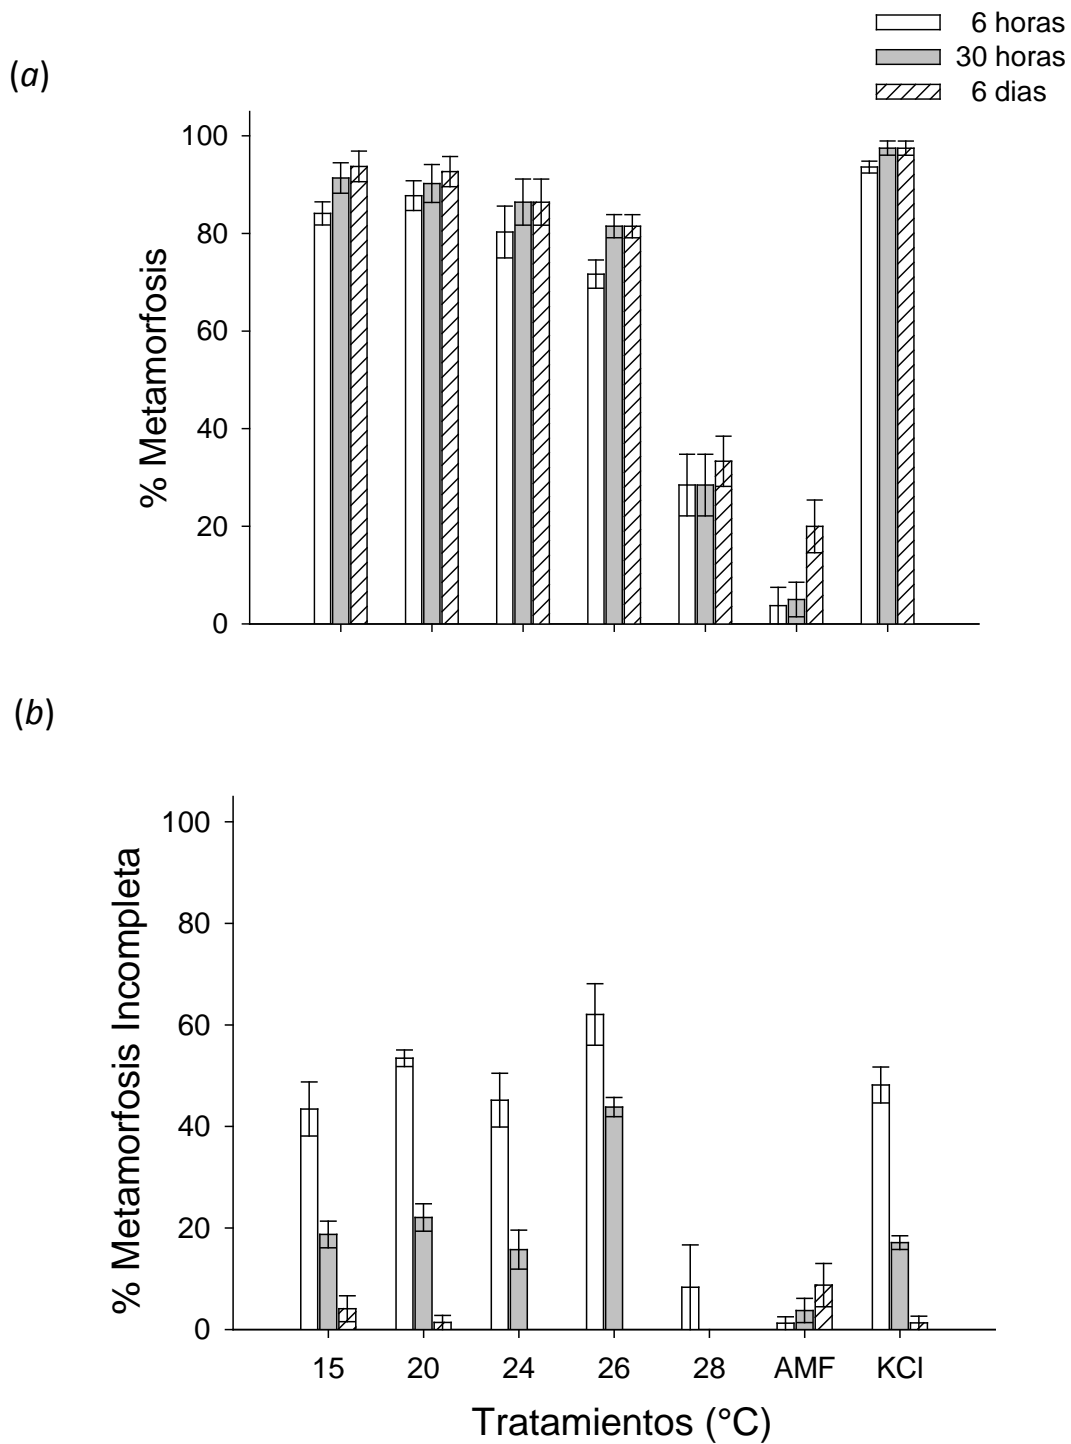 6 horas
30 horas
6 dias
(a)
100
80
60
40
20
0
% Metamorfosis
(b)
100
80
60
40
20
0
% Metamorfosis Incompleta
15 20 24 26 28 AMF KCl
Tratamientos (°C)